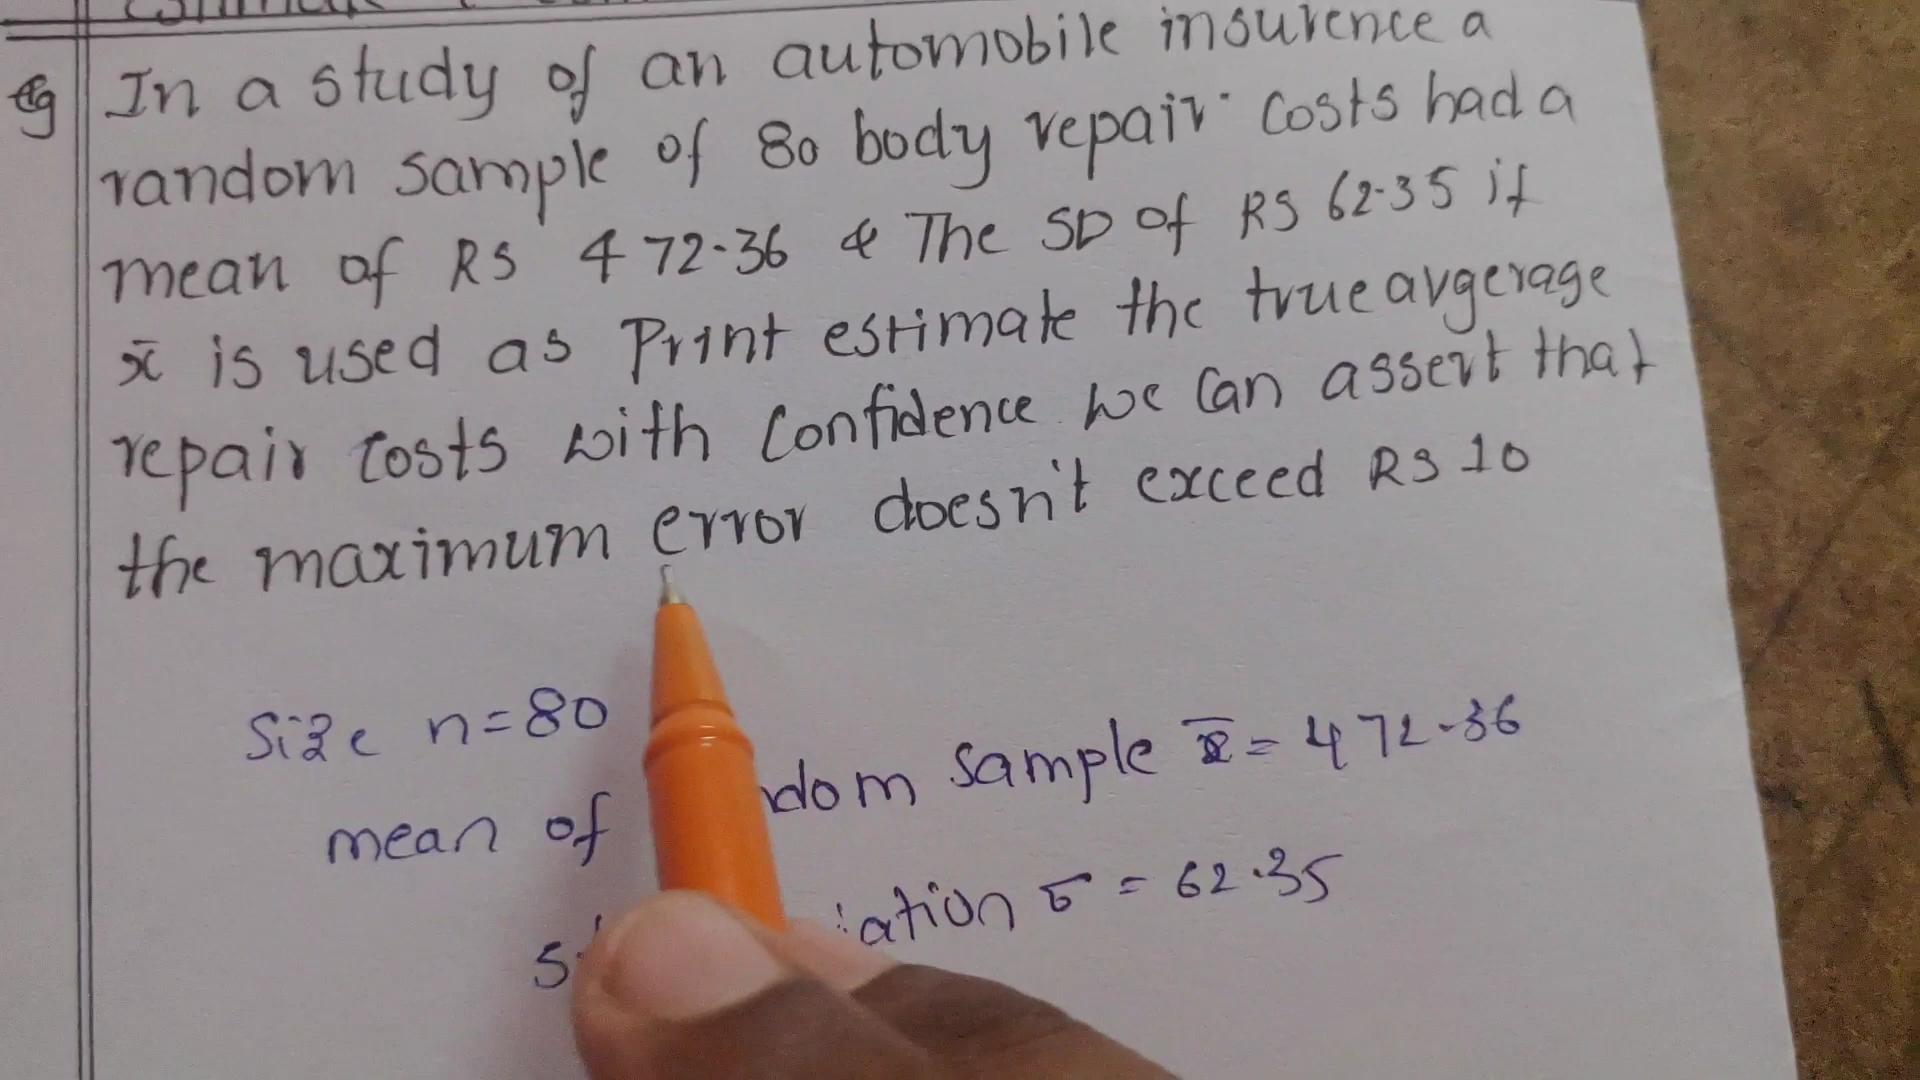 eg In a study of an automobile insurence a
random sample of 80 body repair costs had a
mean of RS 472.36 & The SD of RS 62.35 if
x̄ is used as Print estimate the true avgerage
repair costs with Confidence we can assert that
the maximum error doesn't exceed RS 10
Size n=80
mean of dom sample x̄ = 472.36
iation σ = 62.35